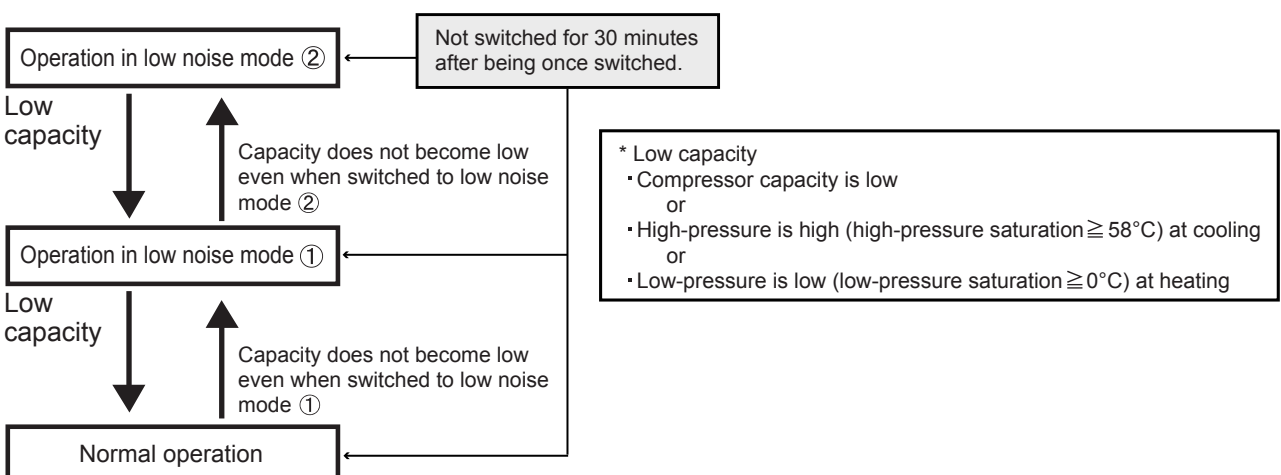 Operation in low noise mode ②
Not switched for 30 minutes
after being once switched.
Low
capacity
Capacity does not become low
even when switched to low noise
mode ②
Operation in low noise mode ①
Low
capacity
Capacity does not become low
even when switched to low noise
mode ①
Normal operation
* Low capacity
・Compressor capacity is low
or
・High-pressure is high (high-pressure saturation≧58°C) at cooling
or
・Low-pressure is low (low-pressure saturation≧0°C) at heating